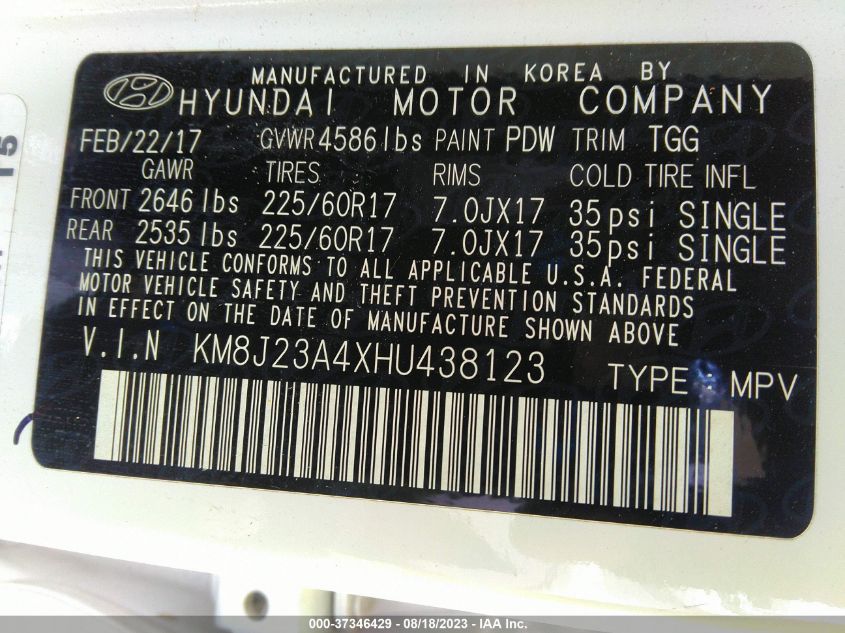 MANUFACTURED IN KOREA BY
HYUNDAI MOTOR COMPANY
FEB/22/17 GVWR 4586 lbs PAINT PDW TRIM TGG
GAWR TIRES RIMS COLD TIRE INFL
FRONT 2646 lbs 225/60R17 7.0JX17 35psi SINGLE
REAR 2535 lbs 225/60R17 7.0JX17 35psi SINGLE
THIS VEHICLE CONFORMS TO ALL APPLICABLE U.S.A. FEDERAL
MOTOR VEHICLE SAFETY AND THEFT PREVENTION STANDARDS
IN EFFECT ON THE DATE OF MANUFACTURE SHOWN ABOVE
V.I.N KM8J23A4XHU438123 TYPE MPV
000-37346429 - 08/18/2023 - IAA Inc.